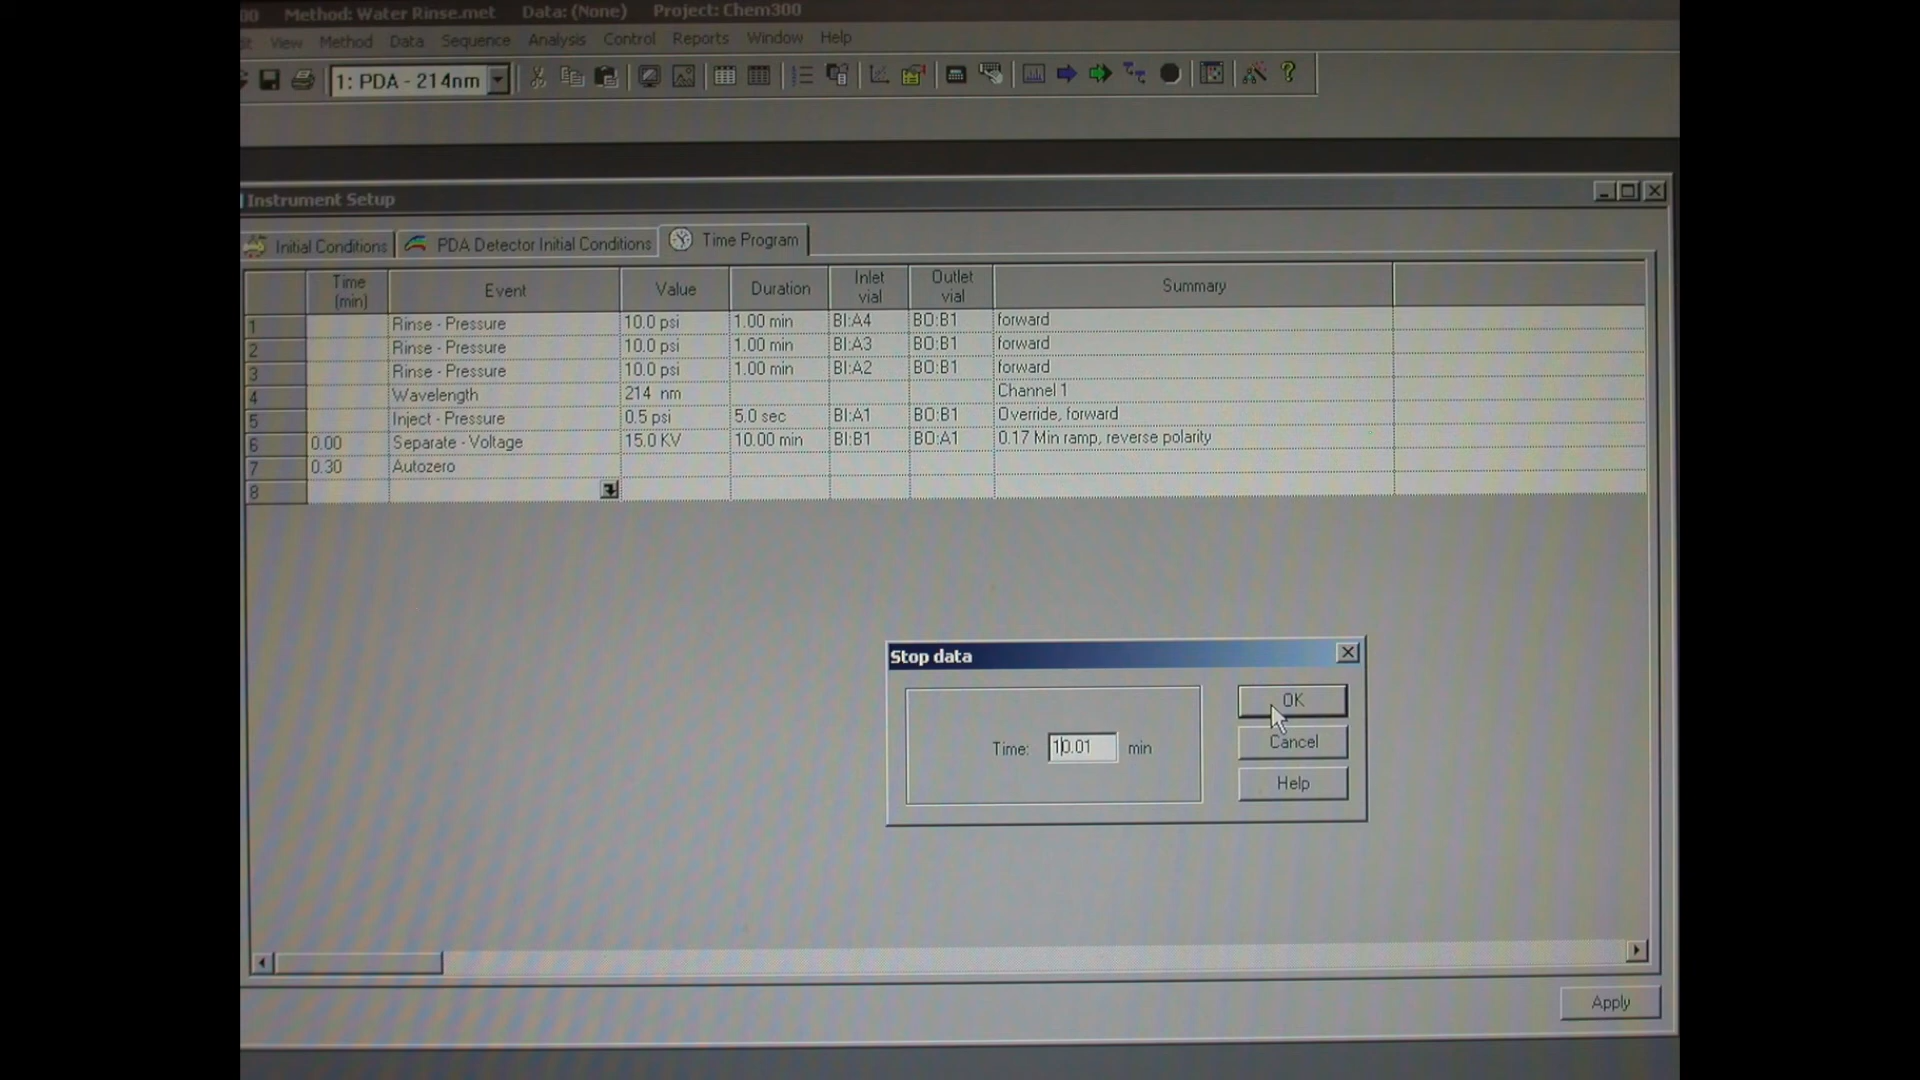 00 Method: Water Rinse.met Data: (None) Project: Chem300
View Method Data Sequence Analysis Control Reports Window Help
1: PDA - 214nm
Instrument Setup
Initial Conditions PDA Detector Initial Conditions Time Program
Time (min) Event Value Duration Inlet vial Outlet vial Summary
1 Rinse - Pressure 10.0 psi 1.00 min BI:A4 BO:B1 forward
2 Rinse - Pressure 10.0 psi 1.00 min BI:A3 BO:B1 forward
3 Rinse - Pressure 10.0 psi 1.00 min BI:A2 BO:B1 forward
4 Wavelength 214 nm Channel 1
5 Inject - Pressure 0.5 psi 5.0 sec BI:A1 BO:B1 Override, forward
6 0.00 Separate - Voltage 15.0 KV 10.00 min BI:B1 BO:A1 0.17 Min ramp, reverse polarity
7 0.30 Autozero
8
Stop data
OK
Time: 10.01 min
Cancel
Help
Apply